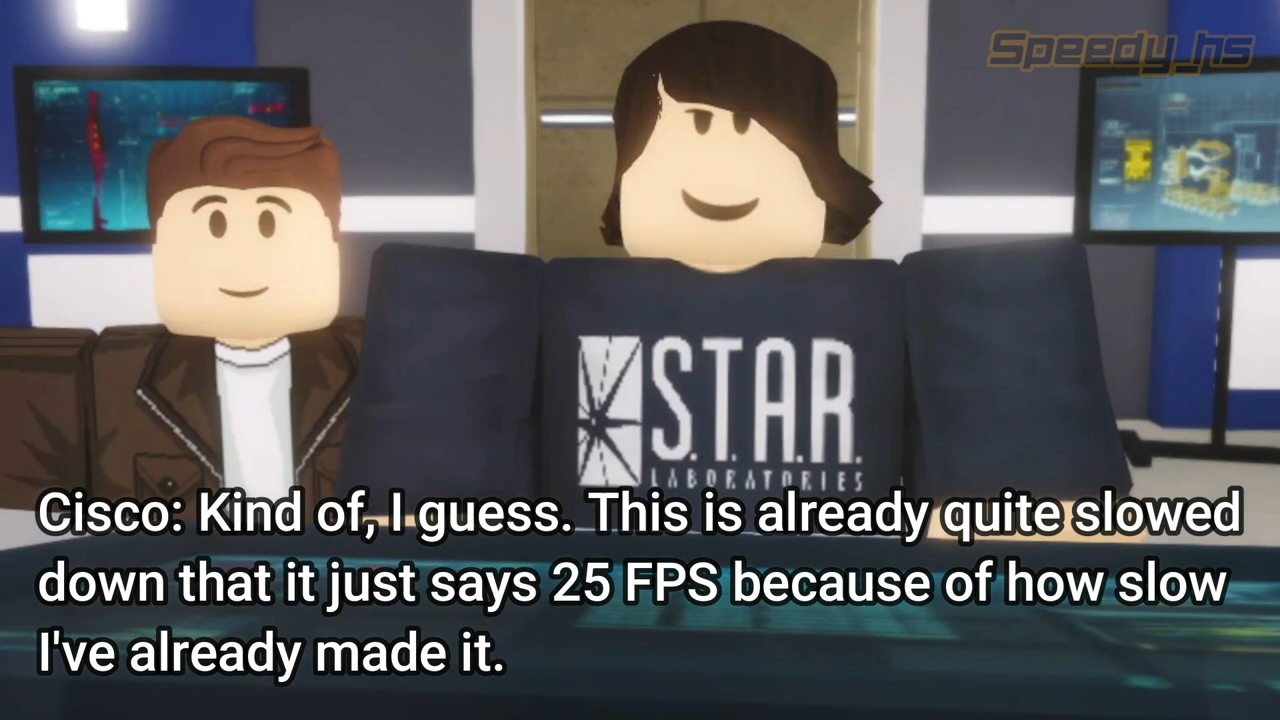 Speedy_hs
S.T.A.R.
LABORATORIES
Cisco: Kind of, I guess. This is already quite slowed
down that it just says 25 FPS because of how slow
I've already made it.